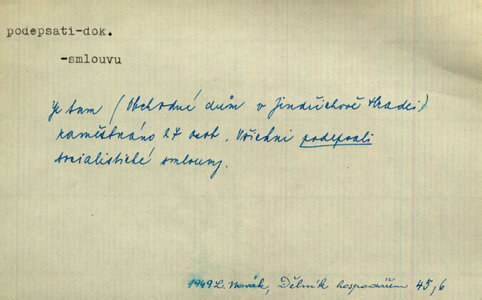 podepsati-dok.
-smlouvu
Je tam (Obchodní dům v Jindřichově Hradci)
zaměstnáno 27 osob. Všichni podepsali
socialistické smlouvy.
1949 L. Novák, Dělník hospodářem 45,6